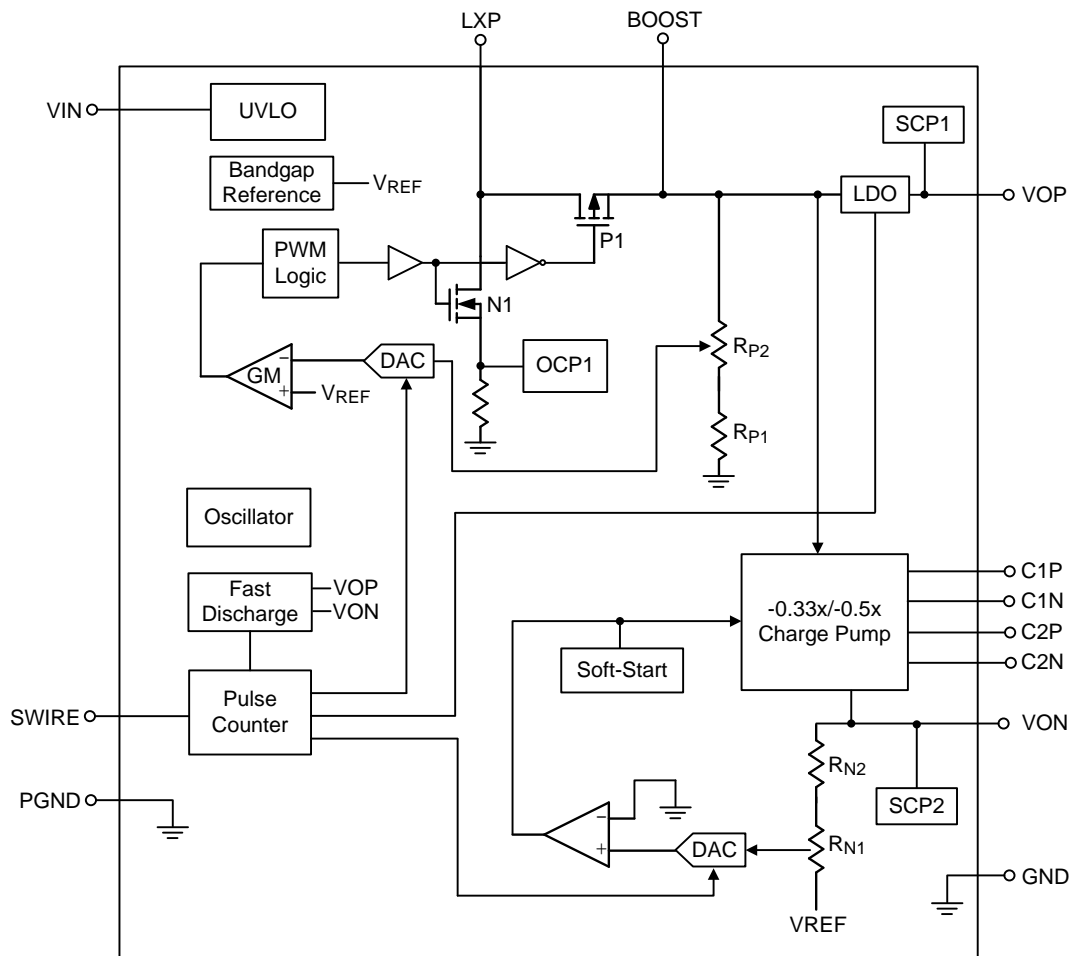 LXP
BOOST
VIN
UVLO
SCP1
Bandgap
Reference
VREF
LDO
VOP
P1
PWM
Logic
N1
DAC
OCP1
RP2
GM
−
+
VREF
RP1
Oscillator
Fast
Discharge
VOP
VON
-0.33x/-0.5x
Charge Pump
C1P
C1N
C2P
C2N
Soft-Start
Pulse
Counter
SWIRE
VON
RN2
SCP2
PGND
−
+
DAC
RN1
GND
VREF